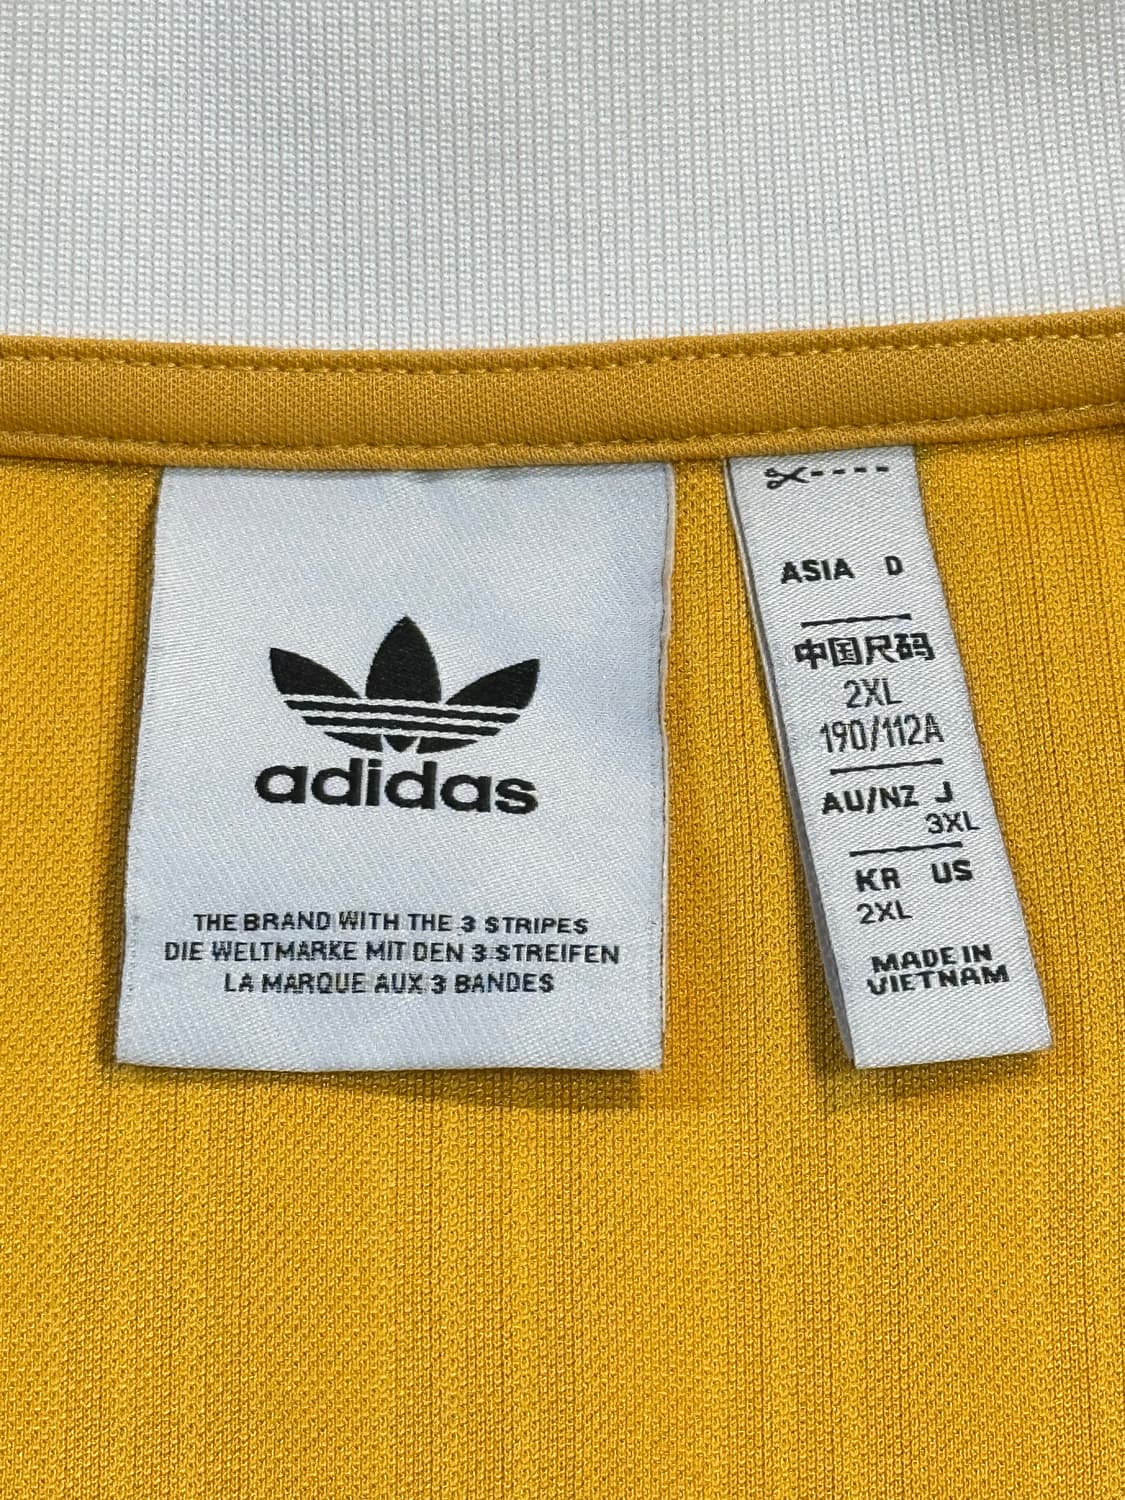 adidas
THE BRAND WITH THE 3 STRIPES
DIE WELTMARKE MIT DEN 3 STREIFEN
LA MARQUE AUX 3 BANDES
ASIA D
中国尺码
2XL
190/112A
AU/NZ J
3XL
KR US
2XL
MADE IN
VIETNAM